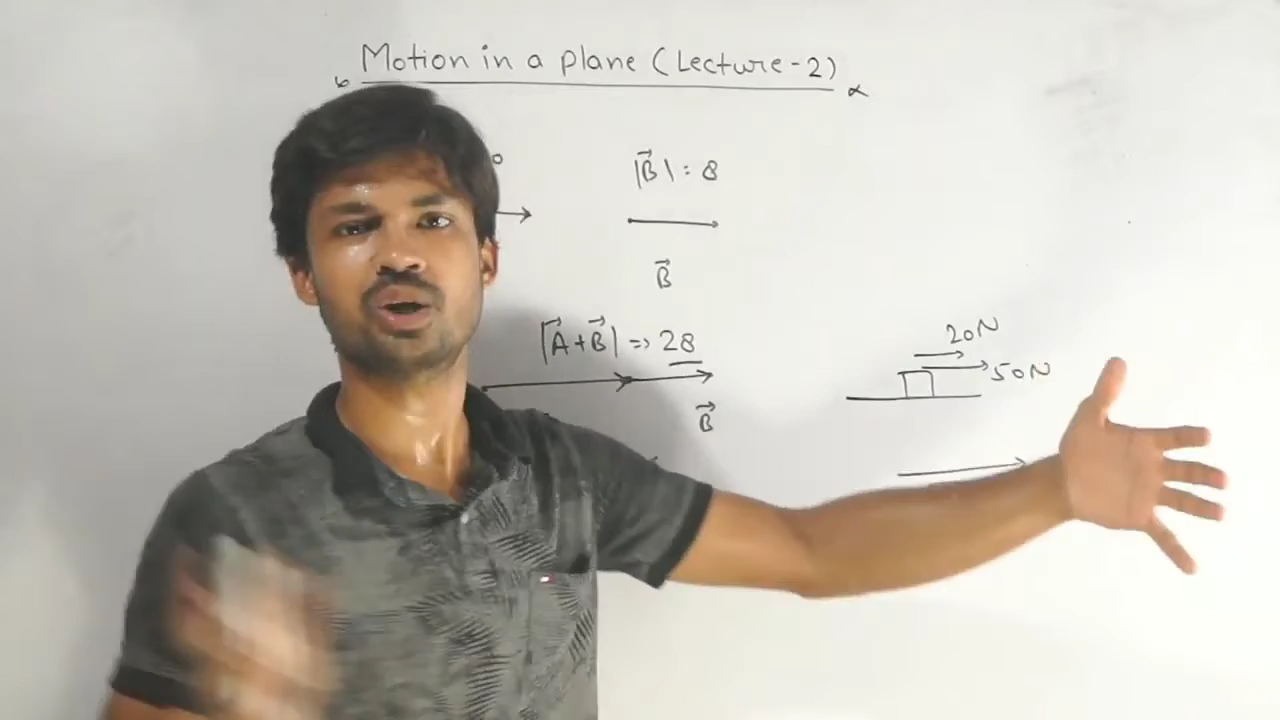 Motion in a plane (Lecture-2)
|B⃗| = 8
B⃗
|A⃗+B⃗| => 28
B⃗
20N
50N